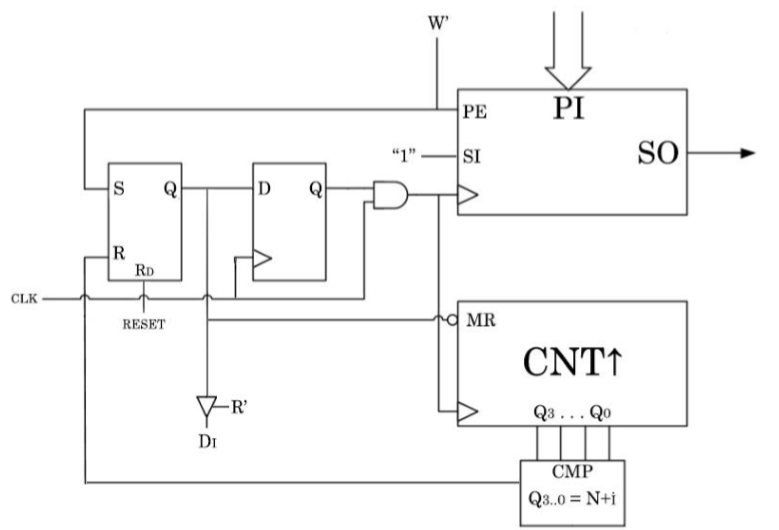 W'
PI
PE
"1"
SI
SO
S
Q
D
Q
R
RD
CLK
RESET
MR
CNT↑
R'
DI
Q3 . . . Q0
CMP
Q3..0 = N+i